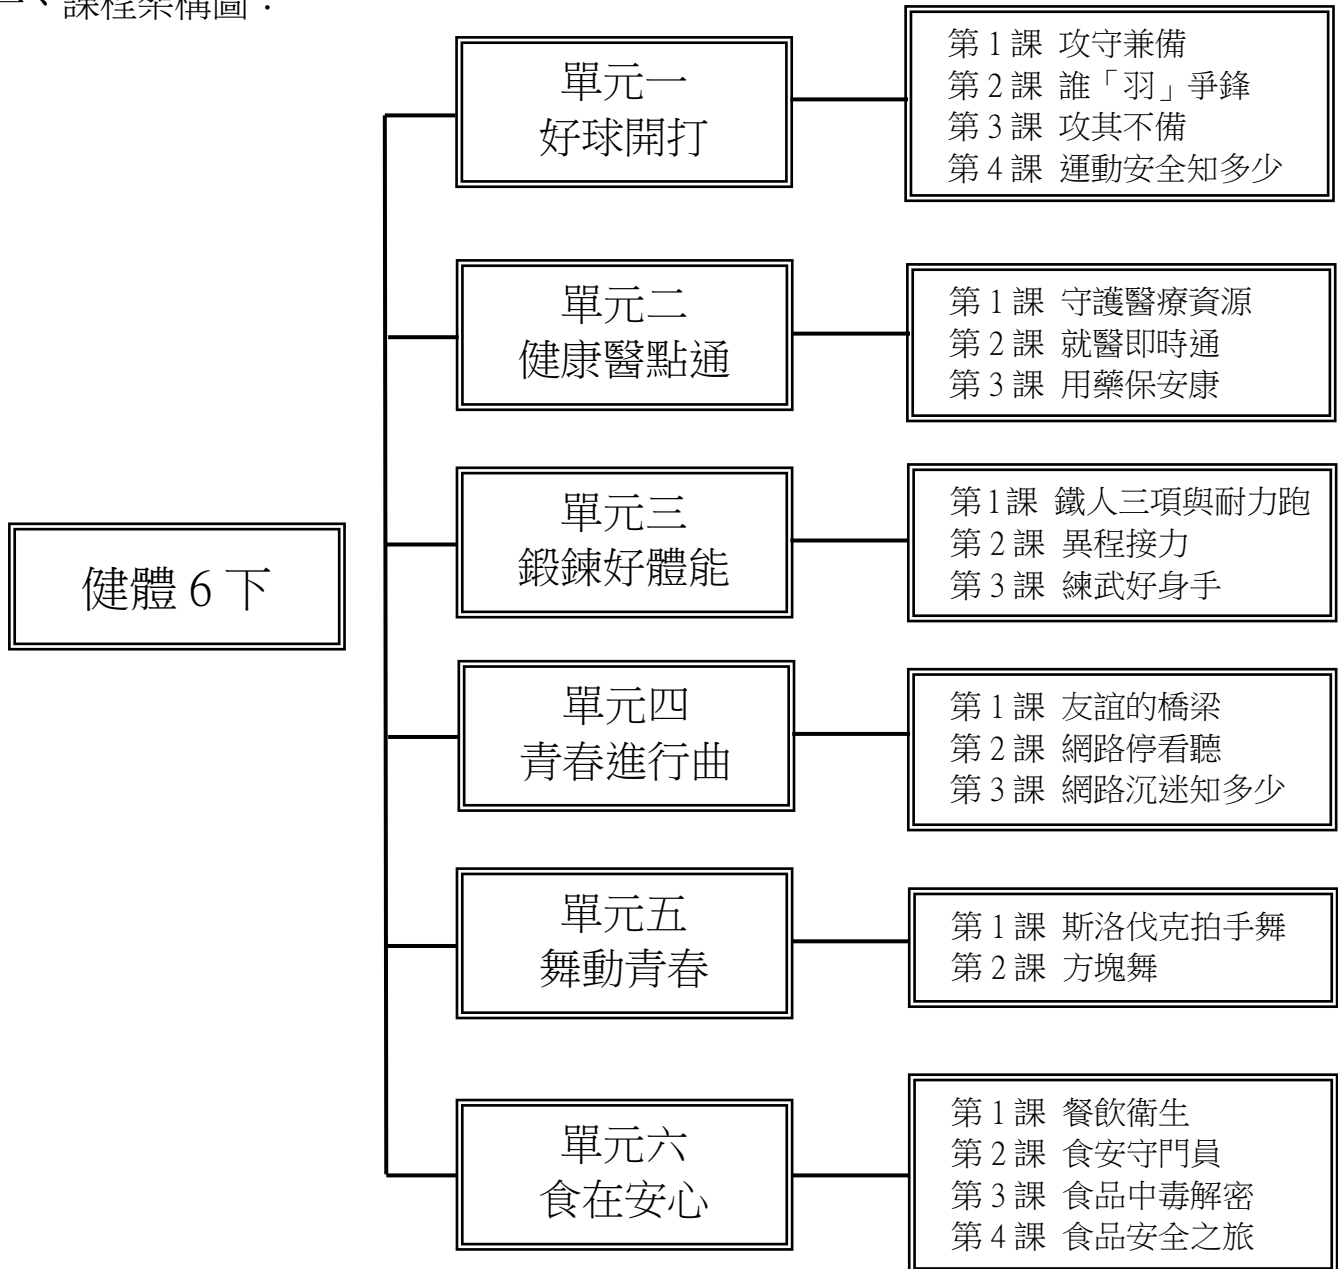 、課程架構圖：
單元一
好球開打
第 1 課 攻守兼備
第 2 課 誰「羽」爭鋒
第 3 課 攻其不備
第 4 課 運動安全知多少
單元二
健康醫點通
第 1 課 守護醫療資源
第 2 課 就醫即時通
第 3 課 用藥保安康
單元三
鍛鍊好體能
第 1 課 鐵人三項與耐力跑
第 2 課 異程接力
第 3 課 練武好身手
健體 6 下
單元四
青春進行曲
第 1 課 友誼的橋梁
第 2 課 網路停看聽
第 3 課 網路沉迷知多少
單元五
舞動青春
第 1 課 斯洛伐克拍手舞
第 2 課 方塊舞
單元六
食在安心
第 1 課 餐飲衛生
第 2 課 食安守門員
第 3 課 食品中毒解密
第 4 課 食品安全之旅